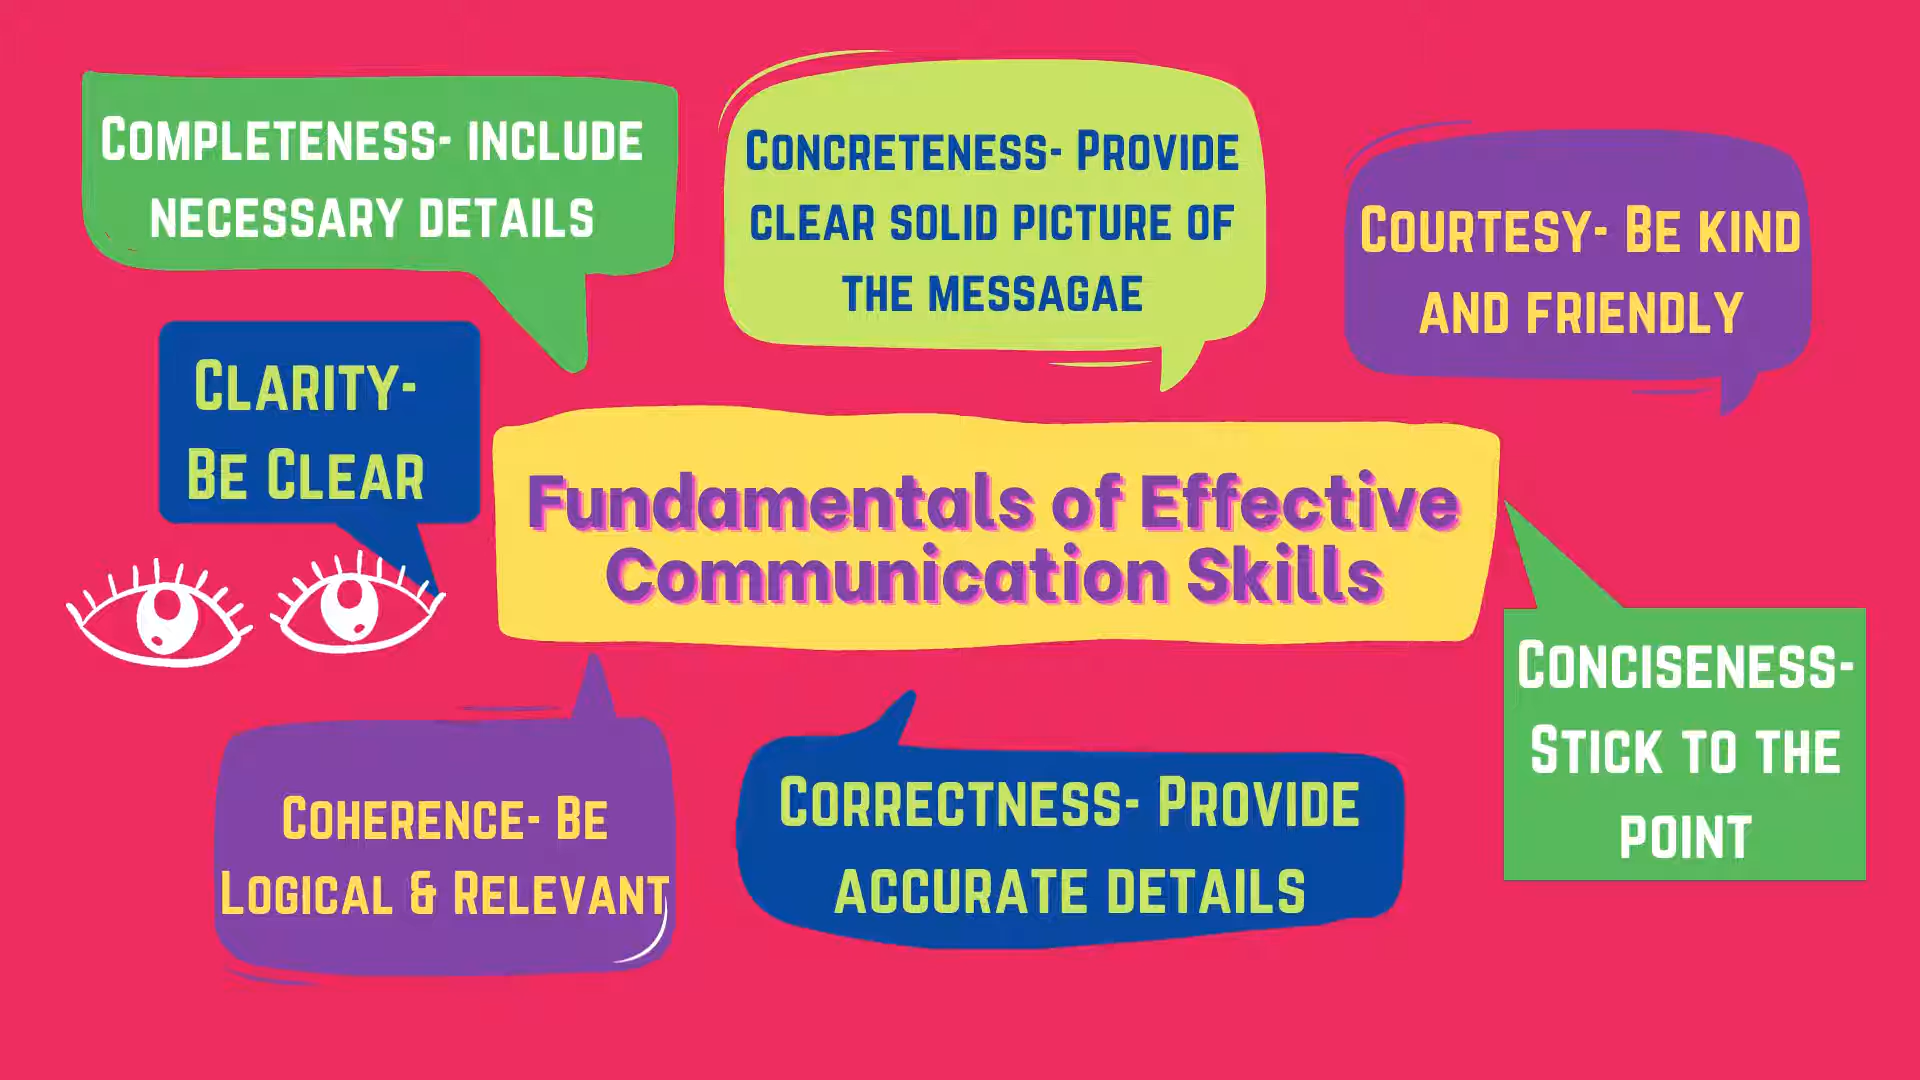 Completeness- include
necessary details
Concreteness- Provide
clear solid picture of
the messagae
Courtesy- Be kind
and friendly
Clarity-
Be Clear
Fundamentals of Effective
Communication Skills
Conciseness-
Stick to the
point
Coherence- Be
Logical & Relevant
Correctness- Provide
accurate details